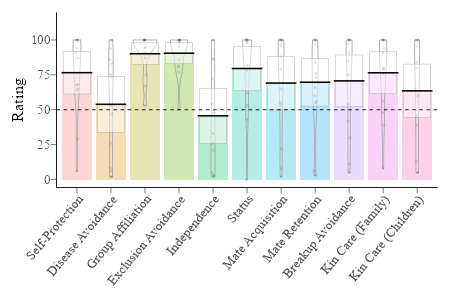 Rating
100
75
50
25
0
Self-Protection
Disease Avoidance
Group Affiliation
Exclusion Avoidance
Independence
Status
Mate Acquisition
Mate Retention
Breakup Avoidance
Kin Care (Family)
Kin Care (Children)